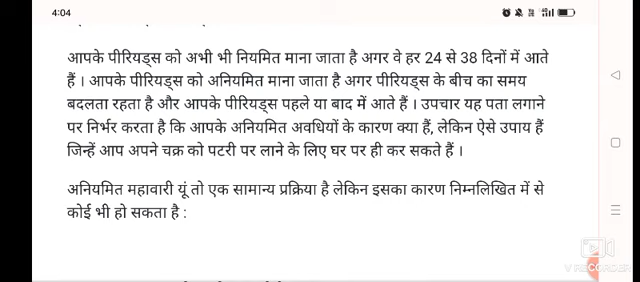 4:04
आपके पीरियड्स को अभी भी नियमित माना जाता है अगर वे हर 24 से 38 दिनों में आते
हैं । आपके पीरियड्स को अनियमित माना जाता है अगर पीरियड्स के बीच का समय
बदलता रहता है और आपके पीरियड्स पहले या बाद में आते हैं । उपचार यह पता लगाने
पर निर्भर करता है कि आपके अनियमित अवधियों के कारण क्या हैं, लेकिन ऐसे उपाय हैं
जिन्हें आप अपने चक्र को पटरी पर लाने के लिए घर पर ही कर सकते हैं ।
अनियमित महावारी यूं तो एक सामान्य प्रक्रिया है लेकिन इसका कारण निम्नलिखित में से
कोई भी हो सकता है :
V RECORDER